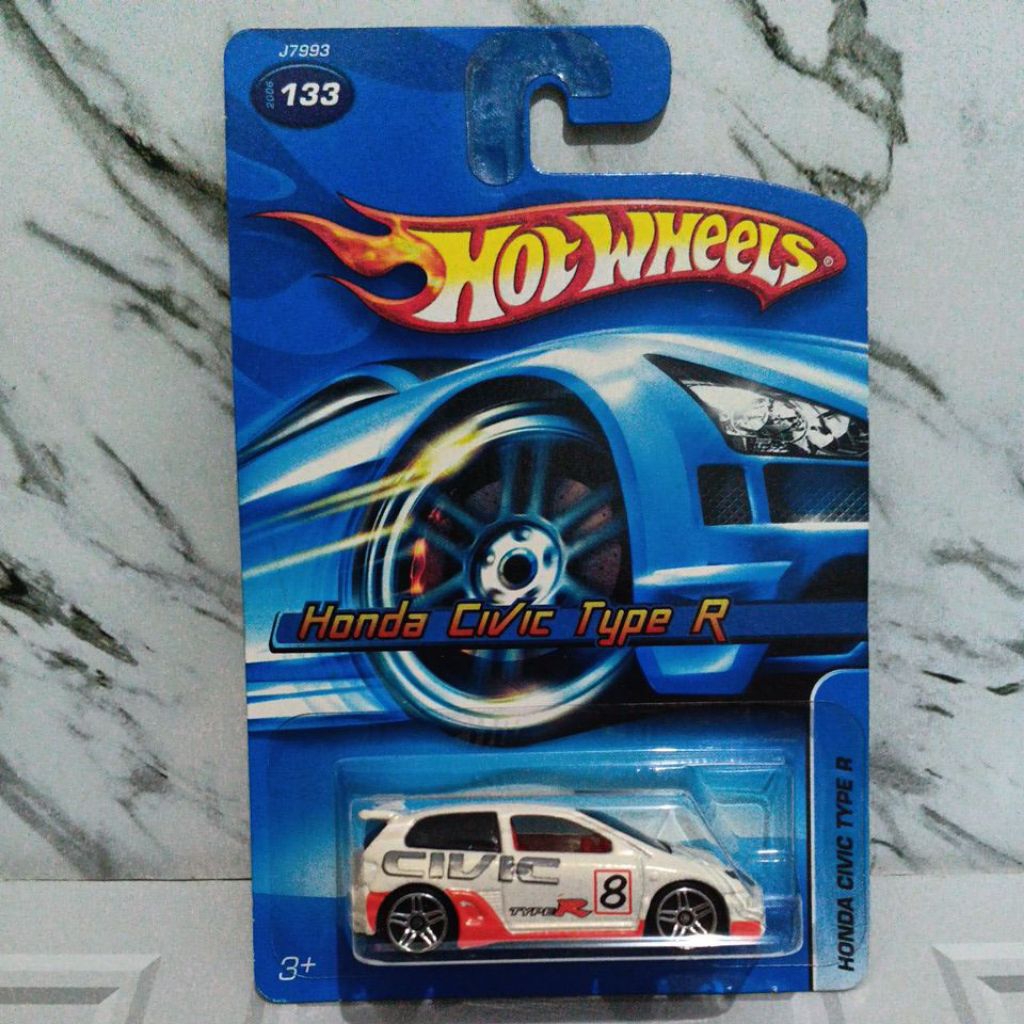 J7993
2006
133
HOT WHEELS®
Honda Civic Type R
HONDA CIVIC TYPE R
CIVIC
TYPE R
8
3+